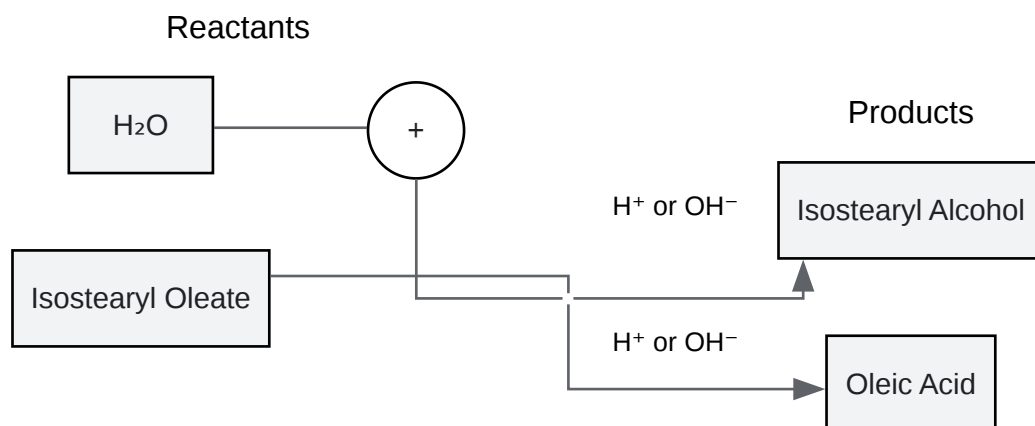 Reactants
H₂O
+
Products
H⁺ or OH⁻
Isostearyl Alcohol
Isostearyl Oleate
H⁺ or OH⁻
Oleic Acid